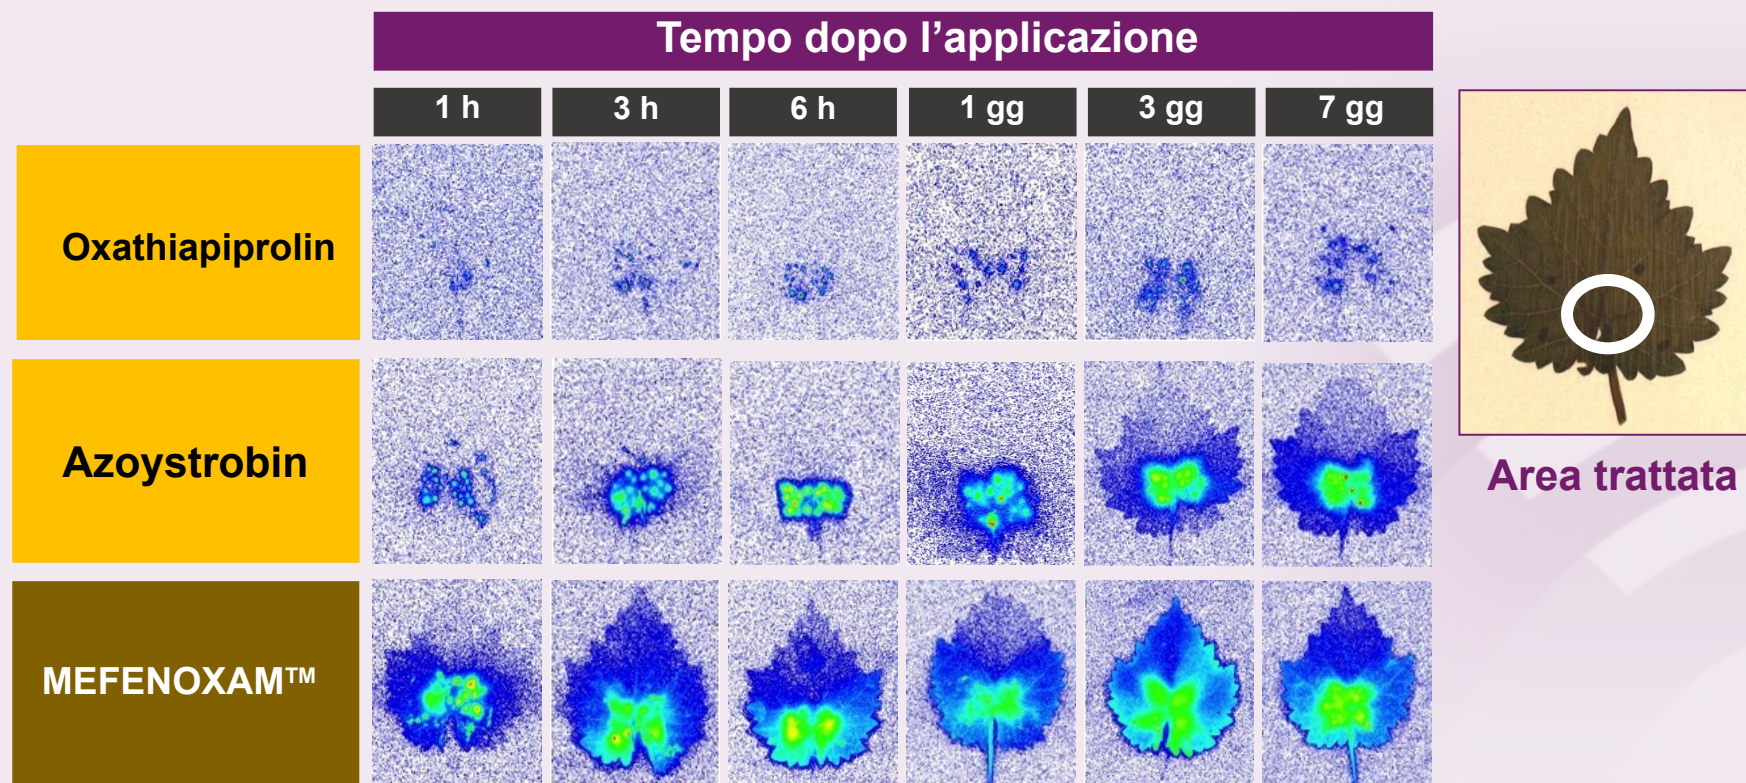 Tempo dopo l’applicazione
1 h
3 h
6 h
1 gg
3 gg
7 gg
Oxathiapiprolin
Azoystrobin
MEFENOXAM™
Area trattata